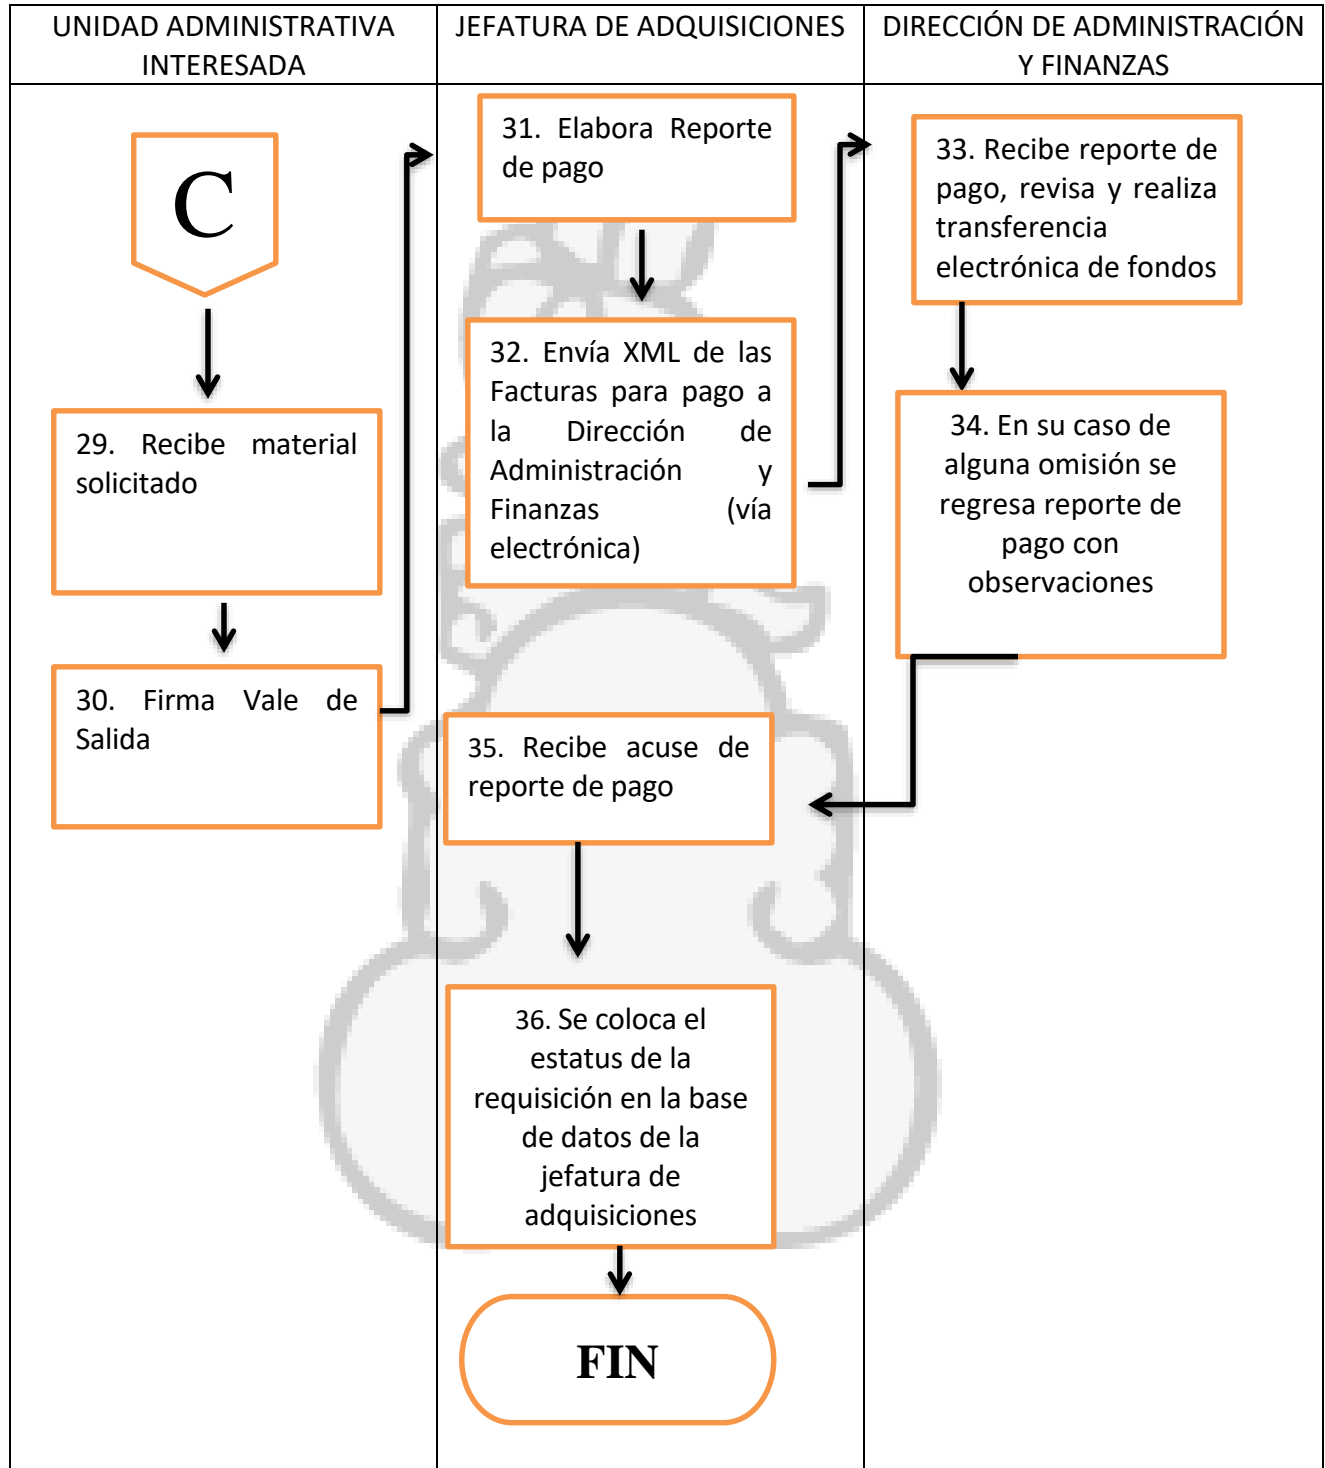 UNIDAD ADMINISTRATIVA
INTERESADA
JEFATURA DE ADQUISICIONES
DIRECCIÓN DE ADMINISTRACIÓN
Y FINANZAS
C
29. Recibe material
solicitado
30. Firma Vale de
Salida
31. Elabora Reporte
de pago
32. Envía XML de las
Facturas para pago a
la Dirección de
Administración y
Finanzas (vía
electrónica)
33. Recibe reporte de
pago, revisa y realiza
transferencia
electrónica de fondos
34. En su caso de
alguna omisión se
regresa reporte de
pago con
observaciones
35. Recibe acuse de
reporte de pago
36. Se coloca el
estatus de la
requisición en la base
de datos de la
jefatura de
adquisiciones
FIN